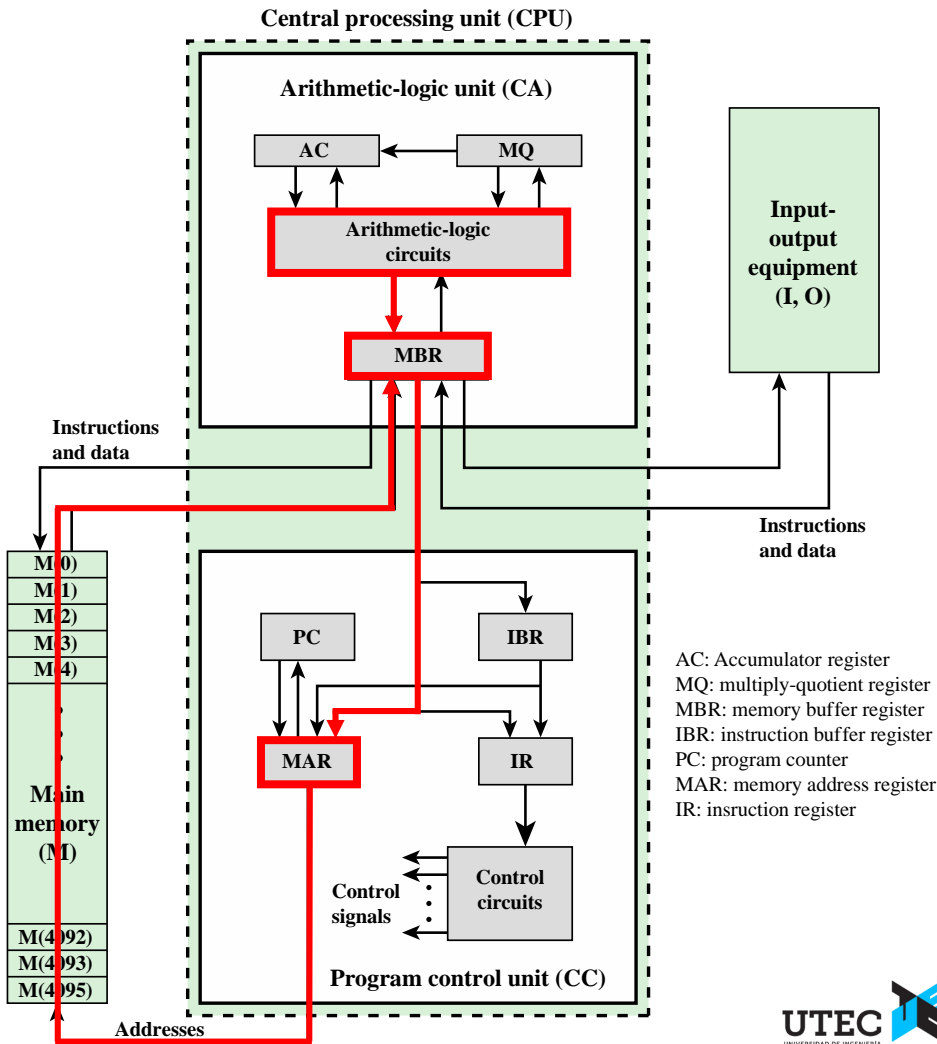 Central processing unit (CPU)
Arithmetic-logic unit (CA)
AC
MQ
Arithmetic-logic
circuits
MBR
Input-
output
equipment
(I, O)
Instructions
and data
Instructions
and data
M(0)
M(1)
M(2)
M(3)
M(4)
Main
memory
(M)
M(4092)
M(4093)
M(4095)
PC
IBR
MAR
IR
Control
signals
Control
circuits
Program control unit (CC)
Addresses
AC: Accumulator register
MQ: multiply-quotient register
MBR: memory buffer register
IBR: instruction buffer register
PC: program counter
MAR: memory address register
IR: insruction register
UTEC
UNIVERSIDAD DE INGENIERÍA